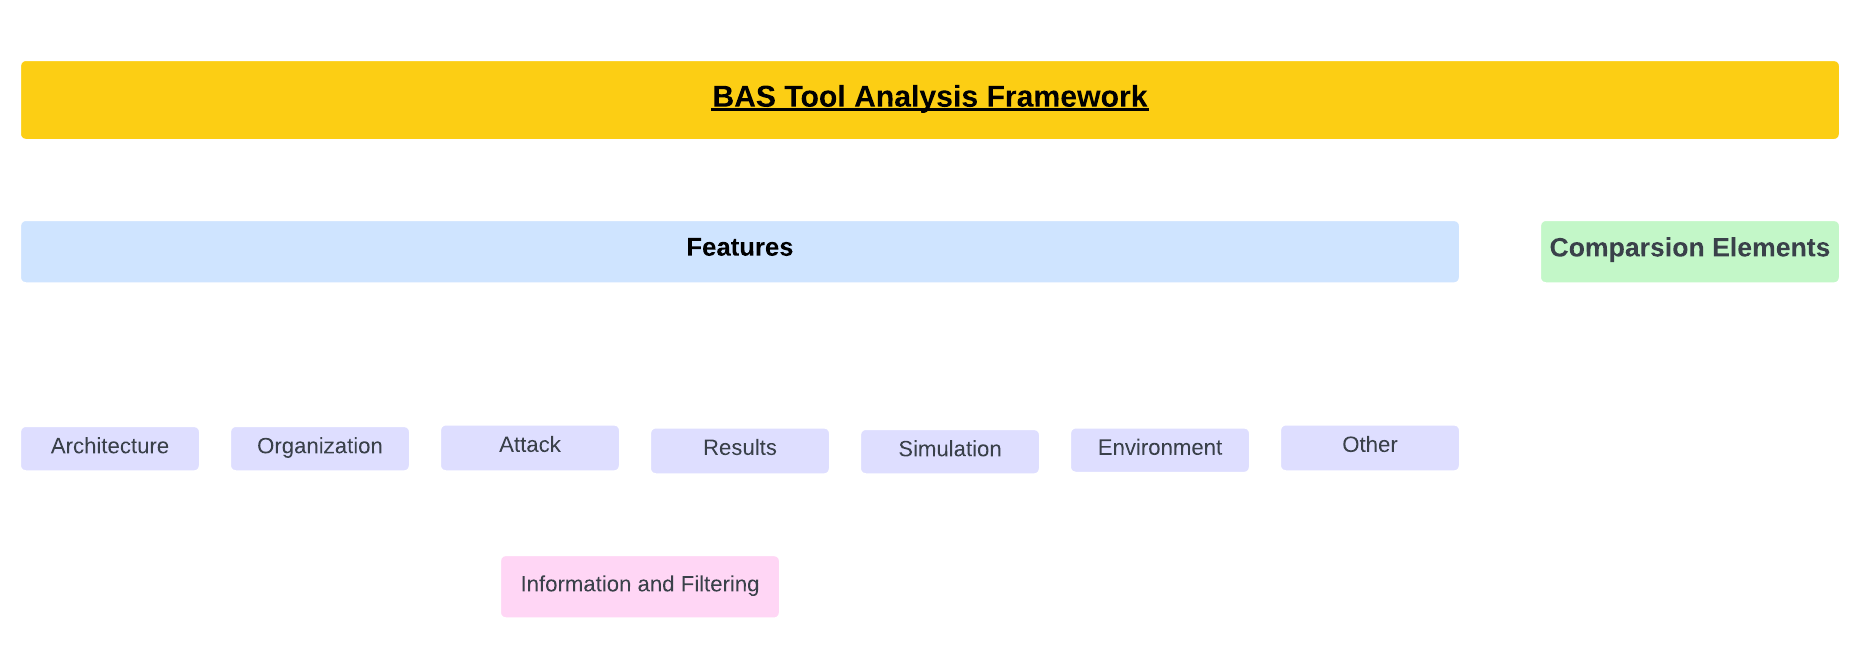 BAS Tool Analysis Framework
Features
Comparsion Elements
Architecture
Organization
Attack
Results
Simulation
Environment
Other
Information and Filtering